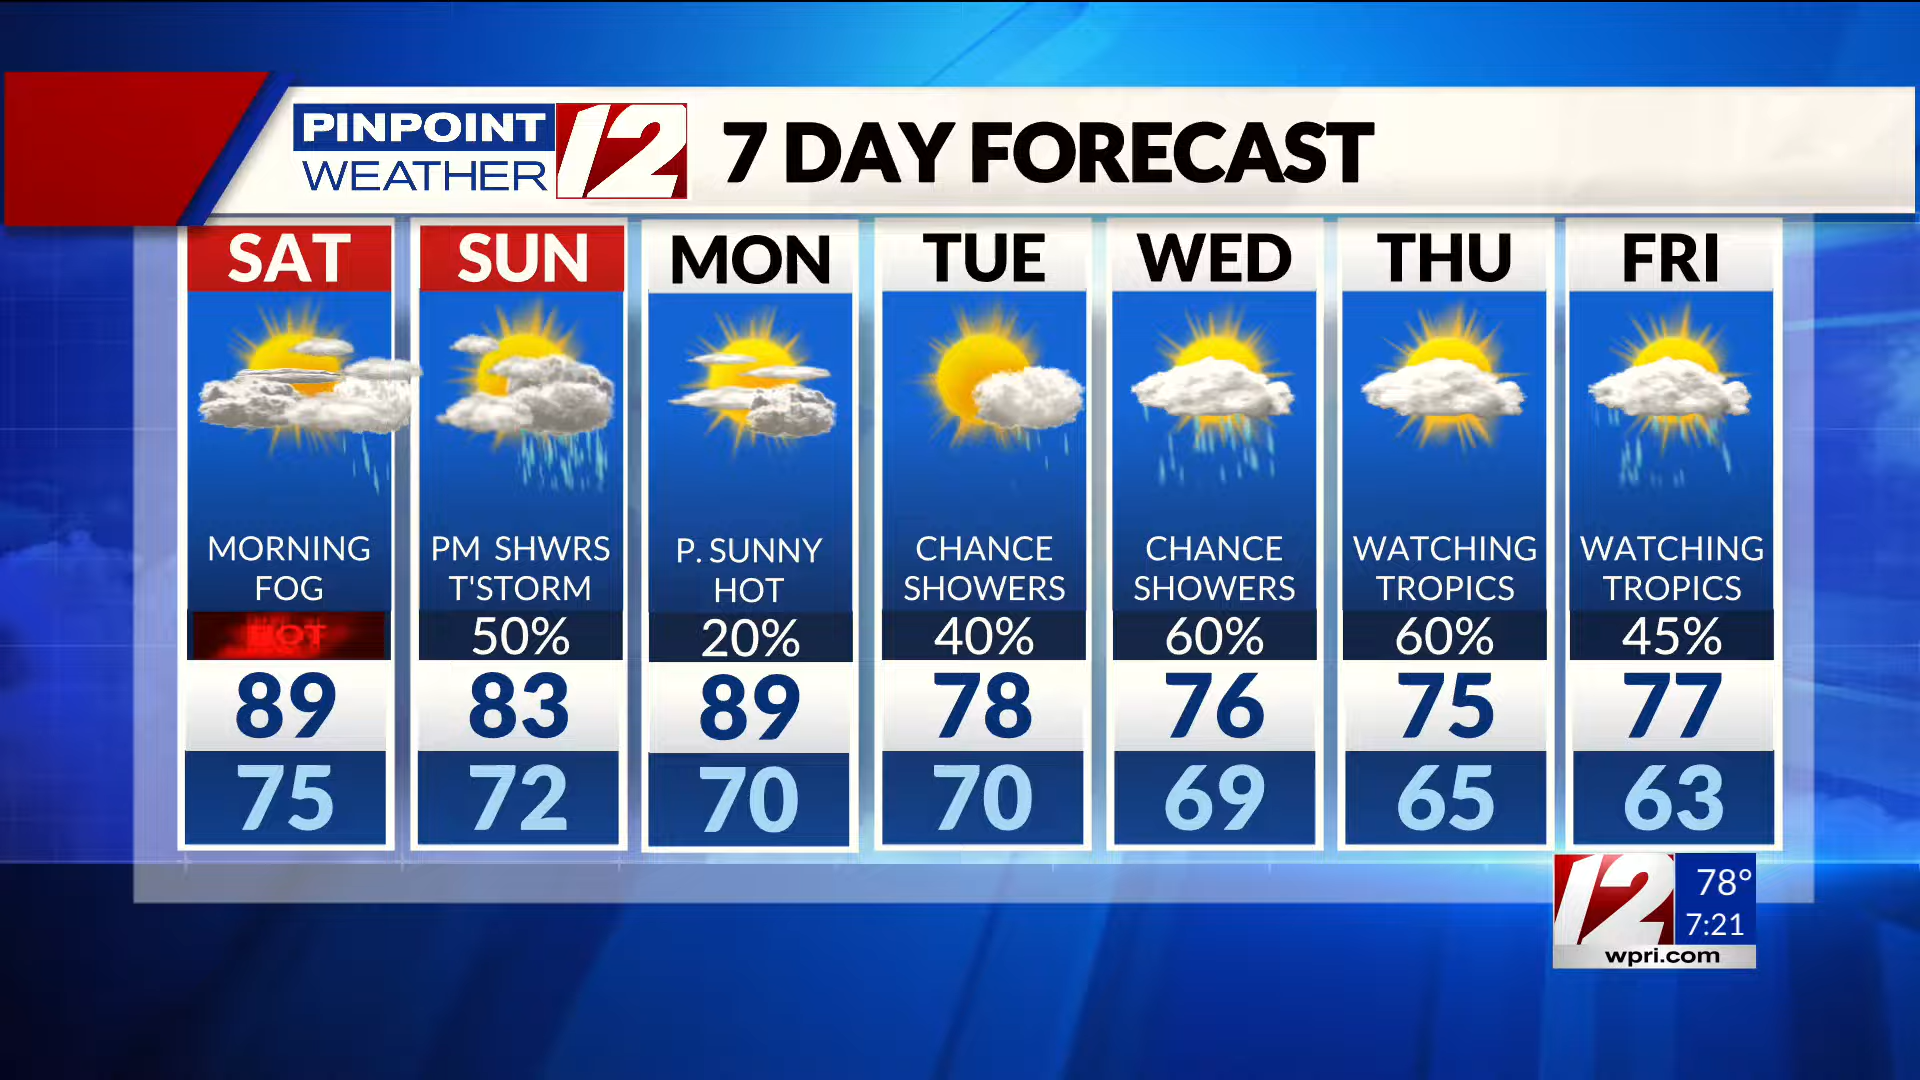 PINPOINT
WEATHER
12
7 DAY FORECAST
SAT
MORNING
FOG
HOT
89
75
SUN
PM SHWRS
T'STORM
50%
83
72
MON
P. SUNNY
HOT
20%
89
70
TUE
CHANCE
SHOWERS
40%
78
70
WED
CHANCE
SHOWERS
60%
76
69
THU
WATCHING
TROPICS
60%
75
65
FRI
WATCHING
TROPICS
45%
77
63
12
78°
7:21
wpri.com